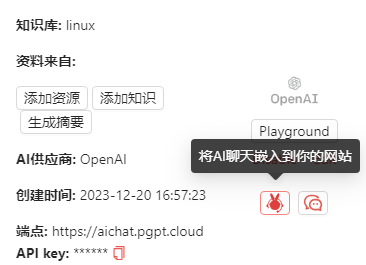 知识库: linux
资料来自:
添加资源 添加知识
生成摘要
OpenAI
Playground
将AI聊天嵌入到你的网站
AI供应商: OpenAI
创建时间: 2023-12-20 16:57:23
端点: https://aichat.pgpt.cloud
API key: ******